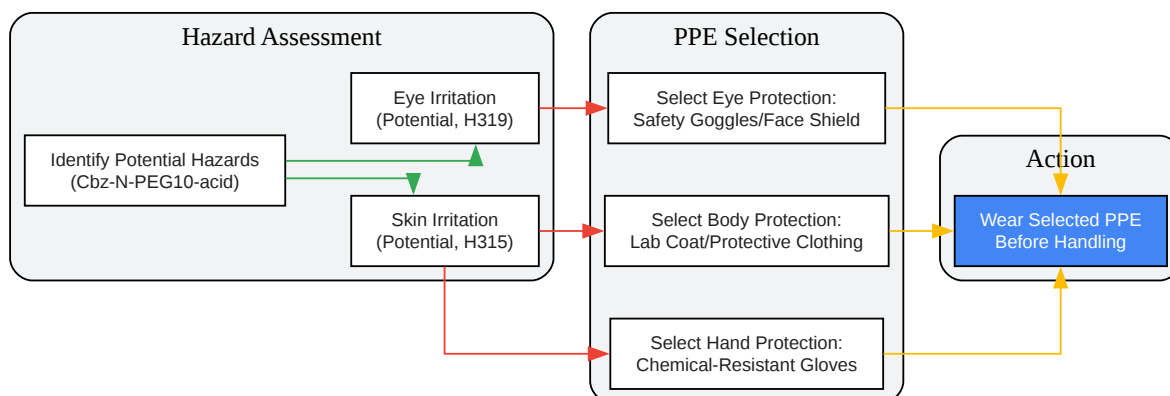 Hazard Assessment
Identify Potential Hazards
(Cbz-N-PEG10-acid)
Eye Irritation
(Potential, H319)
Skin Irritation
(Potential, H315)
PPE Selection
Select Eye Protection:
Safety Goggles/Face Shield
Select Body Protection:
Lab Coat/Protective Clothing
Select Hand Protection:
Chemical-Resistant Gloves
Action
Wear Selected PPE
Before Handling